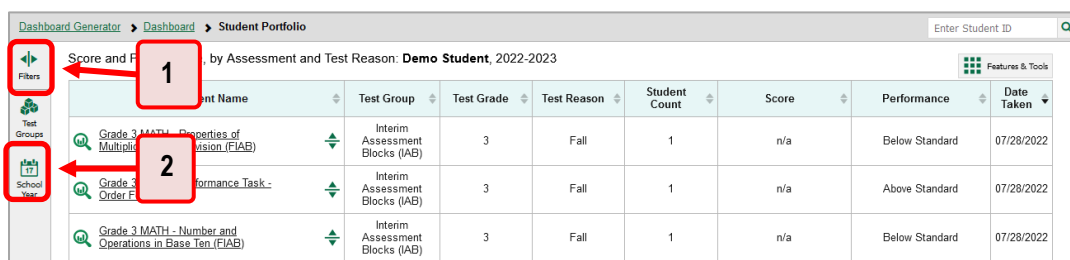 Dashboard Generator > Dashboard > Student Portfolio
Enter Student ID
Filters
Test
Groups
17
School
Year
1
2
Score and , by Assessment and Test Reason: Demo Student, 2022-2023
Features & Tools
Name Test Group Test Grade Test Reason Student Count Score Performance Date Taken
Grade 3 MATH - Properties of
Multiplic vision (FIAB)
Interim
Assessment
Blocks (IAB)
3 Fall 1 n/a Below Standard 07/28/2022
Grade 3 formance Task -
Order F
Interim
Assessment
Blocks (IAB)
3 Fall 1 n/a Above Standard 07/28/2022
Grade 3 MATH - Number and
Operations in Base Ten (FIAB)
Interim
Assessment
Blocks (IAB)
3 Fall 1 n/a Below Standard 07/28/2022